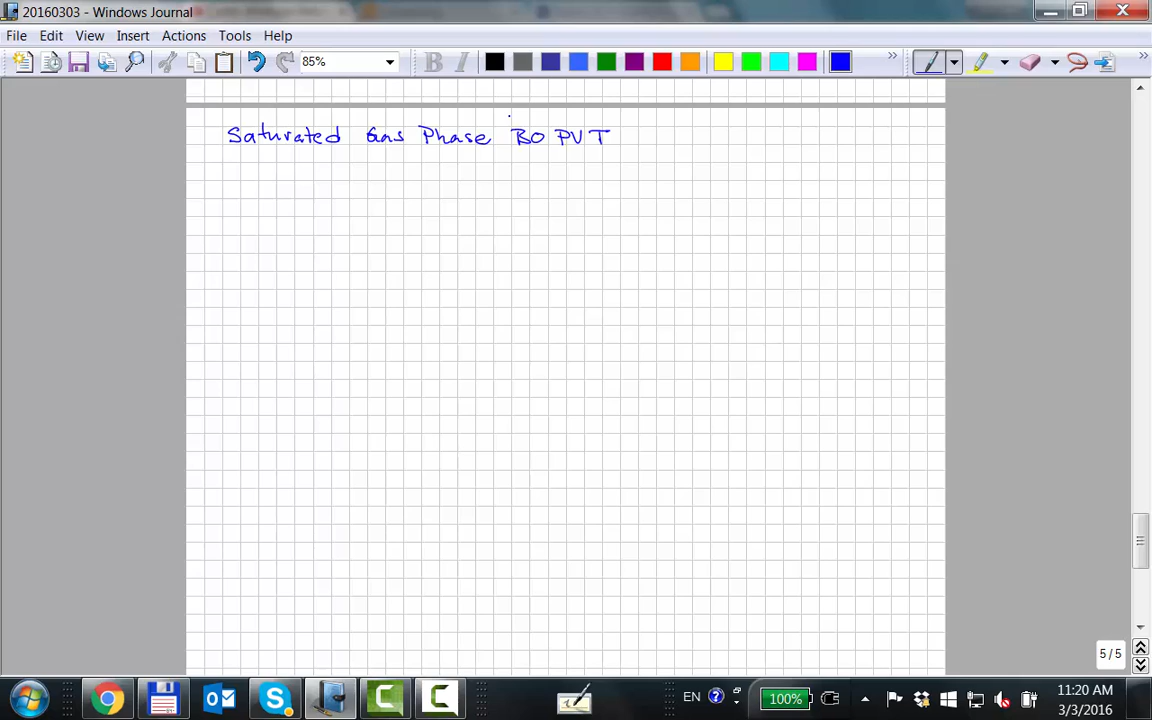 20160303 - Windows Journal
File Edit View Insert Actions Tools Help
85%
B I
Saturated Gas Phase BO PVT
5 / 5
EN
100%
11:20 AM
3/3/2016